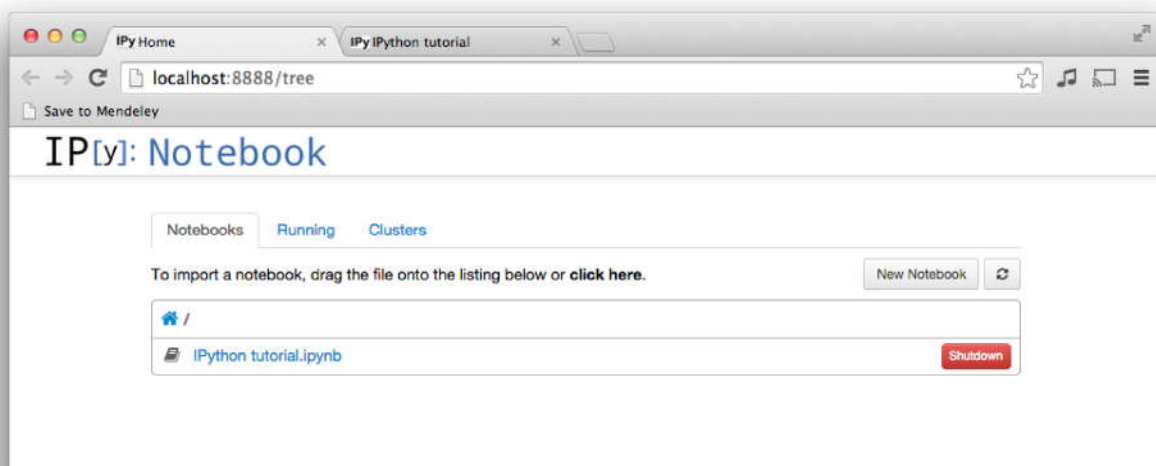 IPy Home IPy IPython tutorial
localhost:8888/tree
Save to Mendeley
IP[y]: Notebook
Notebooks Running Clusters
To import a notebook, drag the file onto the listing below or click here. New Notebook
/
IPython tutorial.ipynb Shutdown